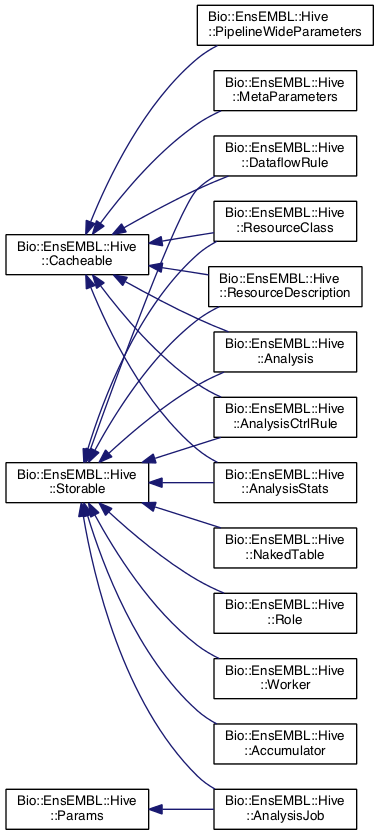 Bio::EnsEMBL::Hive
::PipelineWideParameters
Bio::EnsEMBL::Hive
::MetaParameters
Bio::EnsEMBL::Hive
::DataflowRule
Bio::EnsEMBL::Hive
::ResourceClass
Bio::EnsEMBL::Hive
::Cacheable
Bio::EnsEMBL::Hive
::ResourceDescription
Bio::EnsEMBL::Hive
::Analysis
Bio::EnsEMBL::Hive
::AnalysisCtrlRule
Bio::EnsEMBL::Hive
::Storable
Bio::EnsEMBL::Hive
::AnalysisStats
Bio::EnsEMBL::Hive
::NakedTable
Bio::EnsEMBL::Hive
::Role
Bio::EnsEMBL::Hive
::Worker
Bio::EnsEMBL::Hive
::Accumulator
Bio::EnsEMBL::Hive
::Params
Bio::EnsEMBL::Hive
::AnalysisJob